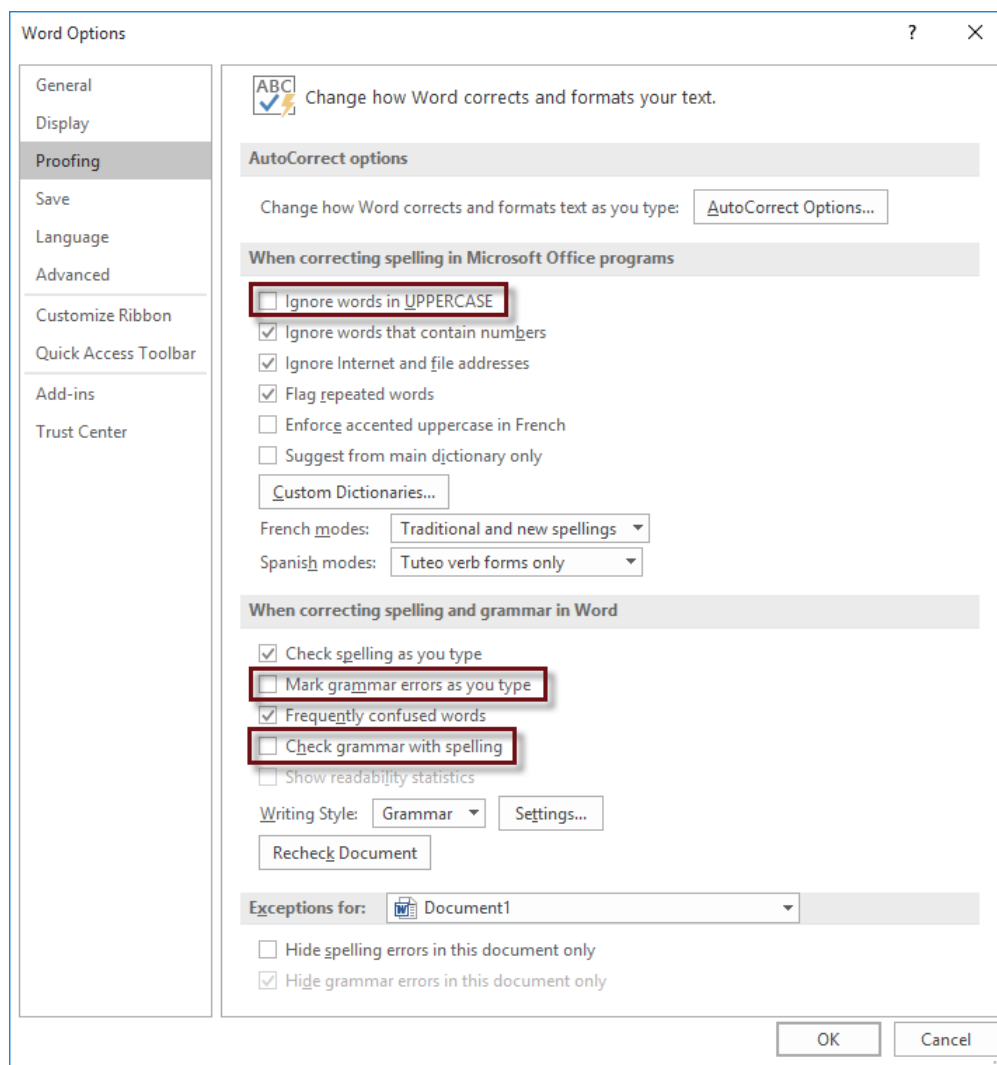 Word Options ?
General
Display
Proofing
Save
Language
Advanced
Customize Ribbon
Quick Access Toolbar
Add-ins
Trust Center
ABC
Change how Word corrects and formats your text.
AutoCorrect options
Change how Word corrects and formats text as you type: AutoCorrect Options...
When correcting spelling in Microsoft Office programs
Ignore words in UPPERCASE
Ignore words that contain numbers
Ignore Internet and file addresses
Flag repeated words
Enforce accented uppercase in French
Suggest from main dictionary only
Custom Dictionaries...
French modes: Traditional and new spellings
Spanish modes: Tuteo verb forms only
When correcting spelling and grammar in Word
Check spelling as you type
Mark grammar errors as you type
Frequently confused words
Check grammar with spelling
Show readability statistics
Writing Style: Grammar Settings...
Recheck Document
Exceptions for: Document1
Hide spelling errors in this document only
Hide grammar errors in this document only
OK Cancel